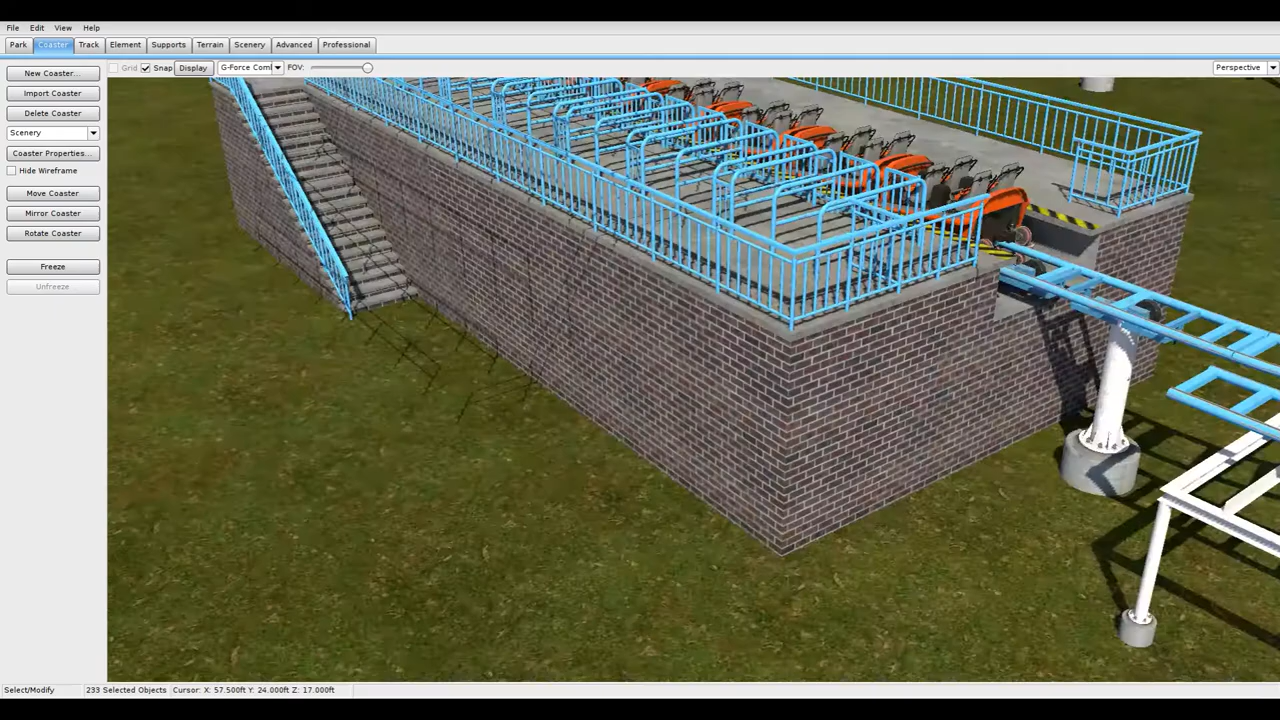 File Edit View Help
Park Coaster Track Element Supports Terrain Scenery Advanced Professional
Grid Snap Display G-Force Coml FOV: Perspective
New Coaster...
Import Coaster
Delete Coaster
Scenery
Coaster Properties...
Hide Wireframe
Move Coaster
Mirror Coaster
Rotate Coaster
Freeze
Unfreeze
Select/Modify 233 Selected Objects Cursor: X: 57.500ft Y: 24.000ft Z: 17.000ft